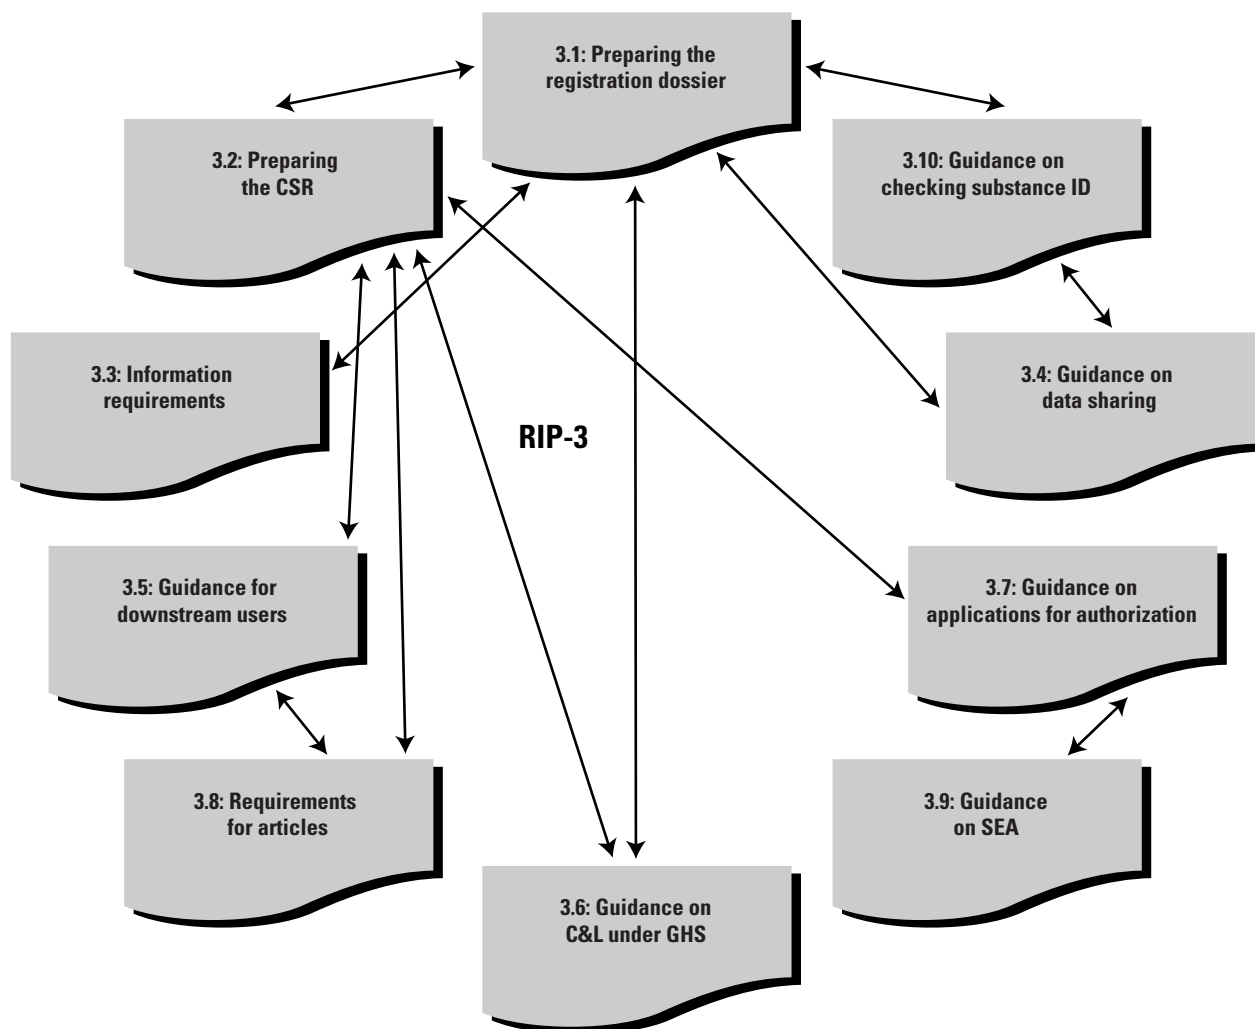 3.1: Preparing the
registration dossier
3.2: Preparing
the CSR
3.10: Guidance on
checking substance ID
3.3: Information
requirements
3.4: Guidance on
data sharing
RIP-3
3.5: Guidance for
downstream users
3.7: Guidance on
applications for authorization
3.8: Requirements
for articles
3.9: Guidance
on SEA
3.6: Guidance on
C&L under GHS